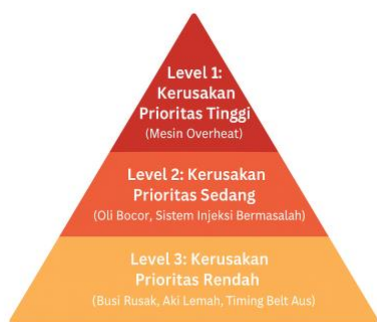 Level 1:
Kerusakan
Prioritas Tinggi
(Mesin Overheat)
Level 2: Kerusakan
Prioritas Sedang
(Oli Bocor, Sistem Injeksi Bermasalah)
Level 3: Kerusakan
Prioritas Rendah
(Busi Rusak, Aki Lemah, Timing Belt Aus)